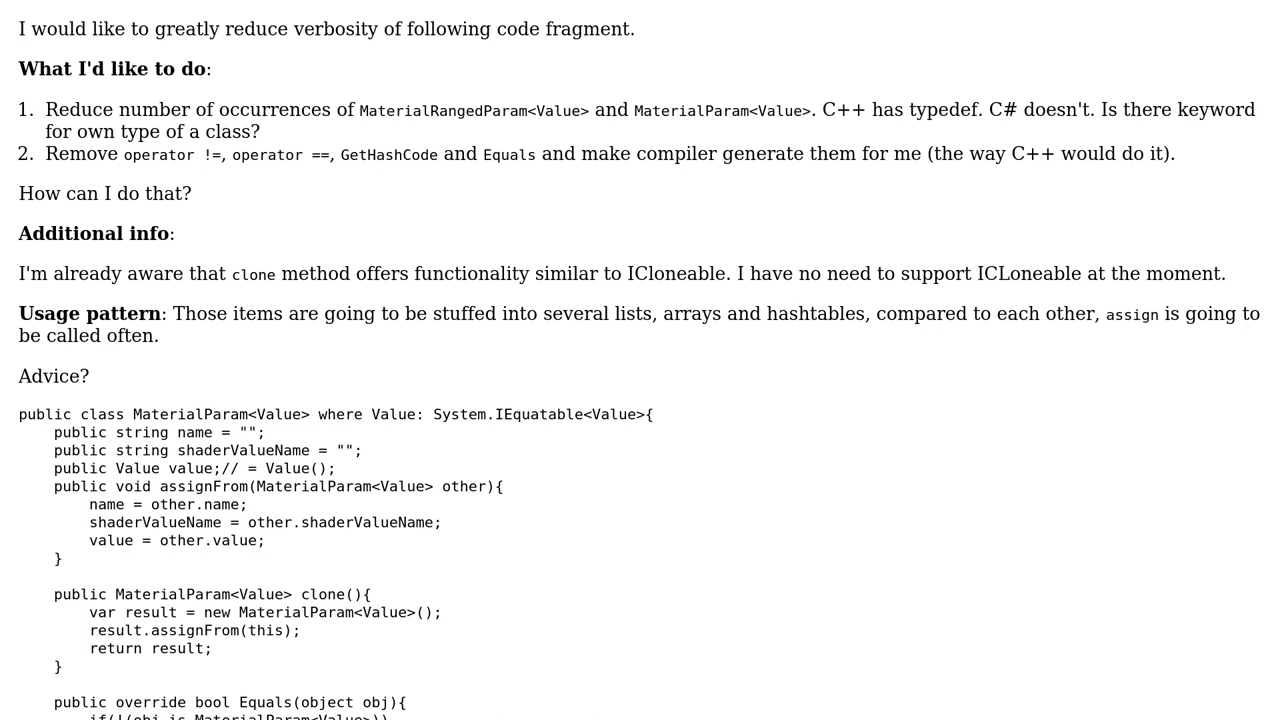 I would like to greatly reduce verbosity of following code fragment.
What I'd like to do:
1. Reduce number of occurrences of MaterialRangedParam<Value> and MaterialParam<Value>. C++ has typedef. C# doesn't. Is there keyword
for own type of a class?
2. Remove operator !=, operator ==, GetHashCode and Equals and make compiler generate them for me (the way C++ would do it).
How can I do that?
Additional info:
I'm already aware that clone method offers functionality similar to ICloneable. I have no need to support ICLoneable at the moment.
Usage pattern: Those items are going to be stuffed into several lists, arrays and hashtables, compared to each other, assign is going to
be called often.
Advice?
public class MaterialParam<Value> where Value: System.IEquatable<Value>{
    public string name = "";
    public string shaderValueName = "";
    public Value value;// = Value();
    public void assignFrom(MaterialParam<Value> other){
        name = other.name;
        shaderValueName = other.shaderValueName;
        value = other.value;
    }
    public MaterialParam<Value> clone(){
        var result = new MaterialParam<Value>();
        result.assignFrom(this);
        return result;
    }
    public override bool Equals(object obj){
        if(!(obj is MaterialParam<Value>))